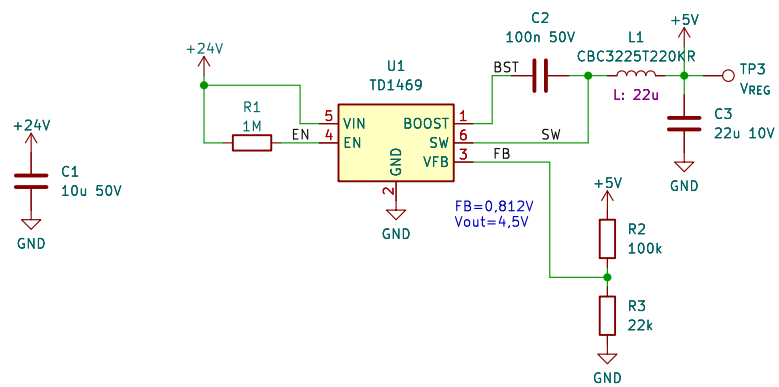 C2
100n 50V
+5V
L1
CBC3225T220KR
L: 22u
TP3
VREG
C3
22u 10V
GND
+24V
U1
TD1469
BST
R1
1M
EN
5
VIN
4
EN
BOOST
1
SW
6
VFB
3
GND
2
SW
FB
GND
+24V
C1
10u 50V
GND
FB=0,812V
Vout=4,5V
+5V
R2
100k
R3
22k
GND